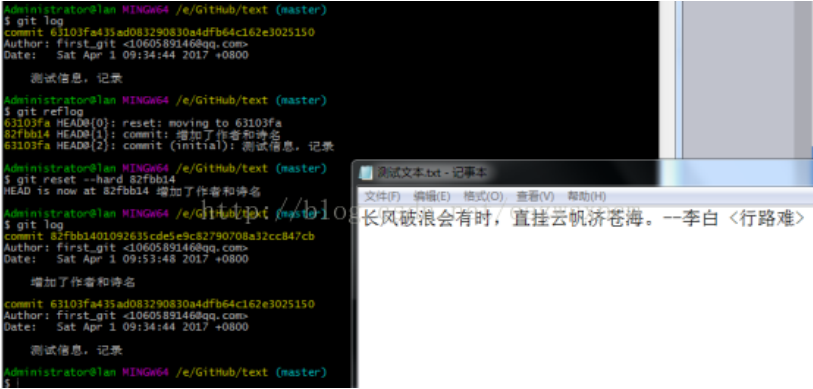 Administrator@lan MINGW64 /e/GitHub/text (master)
$ git log
commit 63103fa435ad083290830a4dfb64c162e3025150
Author: first_git <1060589146@qq.com>
Date: Sat Apr 1 09:34:44 2017 +0800
测试信息，记录
Administrator@lan MINGW64 /e/GitHub/text (master)
$ git reflog
63103fa HEAD@{0}: reset: moving to 63103fa
82fbb14 HEAD@{1}: commit: 增加了作者和诗名
63103fa HEAD@{2}: commit (initial): 测试信息，记录
Administrator@lan MINGW64 /e/GitHub/text (master)
$ git reset --hard 82fbb14
HEAD is now at 82fbb14 增加了作者和诗名
Administrator@lan MINGW64 /e/GitHub/text (master)
$ git log
commit 82fbb1401092635cde5e9c82790708a32cc847cb
Author: first_git <1060589146@qq.com>
Date: Sat Apr 1 09:53:48 2017 +0800
增加了作者和诗名
commit 63103fa435ad083290830a4dfb64c162e3025150
Author: first_git <1060589146@qq.com>
Date: Sat Apr 1 09:34:44 2017 +0800
测试信息，记录
Administrator@lan MINGW64 /e/GitHub/text (master)
$
测试文本.txt - 记事本
文件(F) 编辑(E) 格式(O) 查看(V) 帮助(H)
长风破浪会有时，直挂云帆济苍海。--李白 <行路难>
http://blog